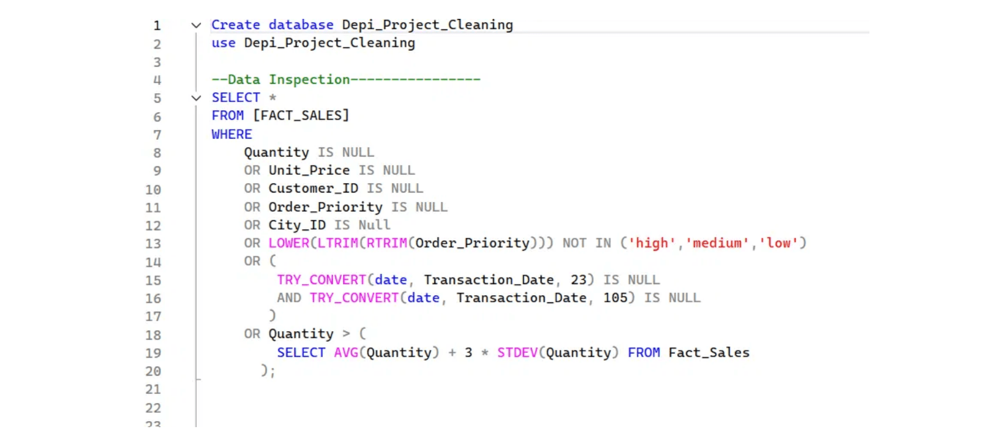 1 Create database Depi_Project_Cleaning
2 use Depi_Project_Cleaning
3
4 --Data Inspection----------------
5 SELECT *
6 FROM [FACT_SALES]
7 WHERE
8 Quantity IS NULL
9 OR Unit_Price IS NULL
10 OR Customer_ID IS NULL
11 OR Order_Priority IS NULL
12 OR City_ID IS Null
13 OR LOWER(LTRIM(RTRIM(Order_Priority))) NOT IN ('high','medium','low')
14 OR (
15 TRY_CONVERT(date, Transaction_Date, 23) IS NULL
16 AND TRY_CONVERT(date, Transaction_Date, 105) IS NULL
17 )
18 OR Quantity > (
19 SELECT AVG(Quantity) + 3 * STDEV(Quantity) FROM Fact_Sales
20 );
21
22
23